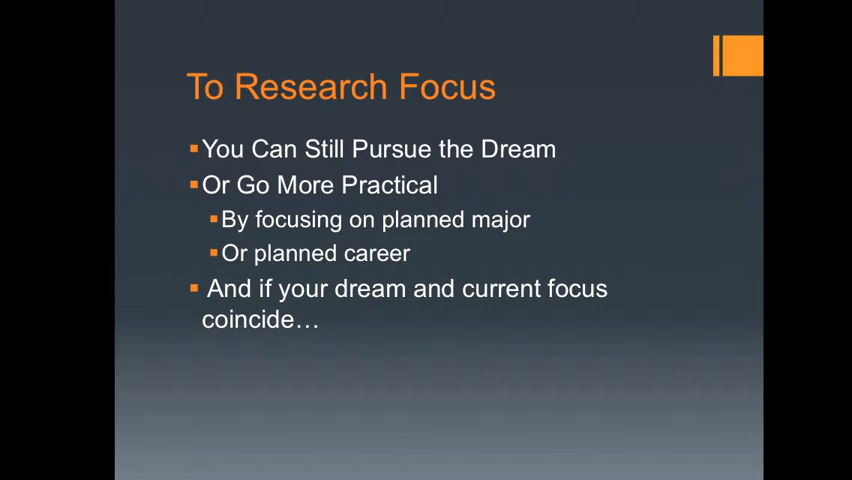 To Research Focus
You Can Still Pursue the Dream
Or Go More Practical
By focusing on planned major
Or planned career
And if your dream and current focus
coincide…